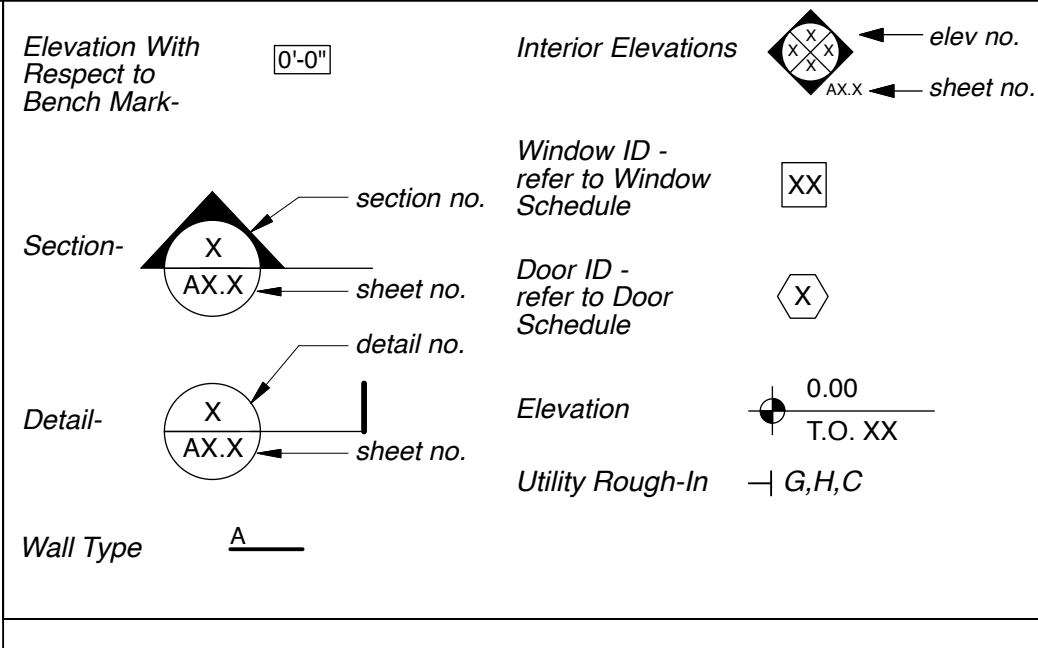 Elevation With
Respect to
Bench Mark-
0'-0"
Section-
X
AX.X
section no.
sheet no.
Detail-
X
AX.X
detail no.
sheet no.
Wall Type
A
Interior Elevations
X
X X
X
AX.X
elev no.
sheet no.
Window ID -
refer to Window
Schedule
XX
Door ID -
refer to Door
Schedule
X
Elevation
0.00
T.O. XX
Utility Rough-In
G,H,C